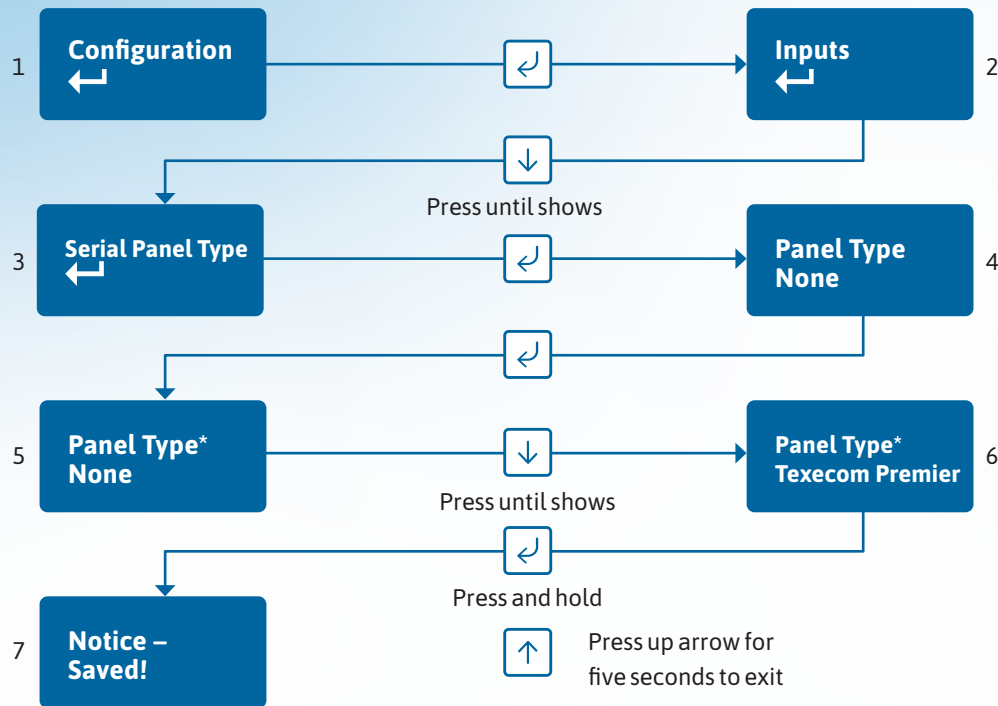 1
Configuration
Inputs
2
Press until shows
3
Serial Panel Type
Panel Type
None
4
5
Panel Type*
None
Press until shows
Panel Type*
Texecom Premier
6
Press and hold
7
Notice –
Saved!
Press up arrow for
five seconds to exit